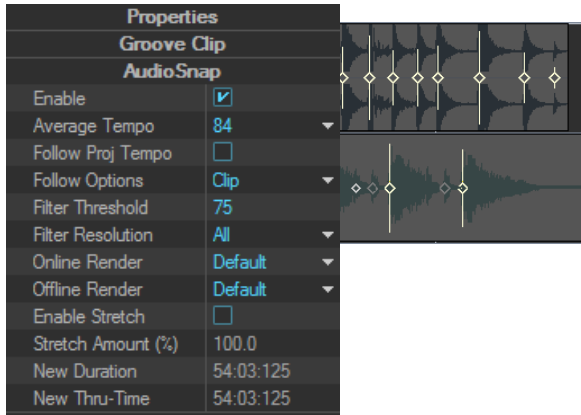 Properties
Groove Clip
AudioSnap
Enable
Average Tempo 84
Follow Proj Tempo
Follow Options Clip
Filter Threshold 75
Filter Resolution All
Online Render Default
Offline Render Default
Enable Stretch
Stretch Amount (%) 100.0
New Duration 54:03:125
New Thru-Time 54:03:125